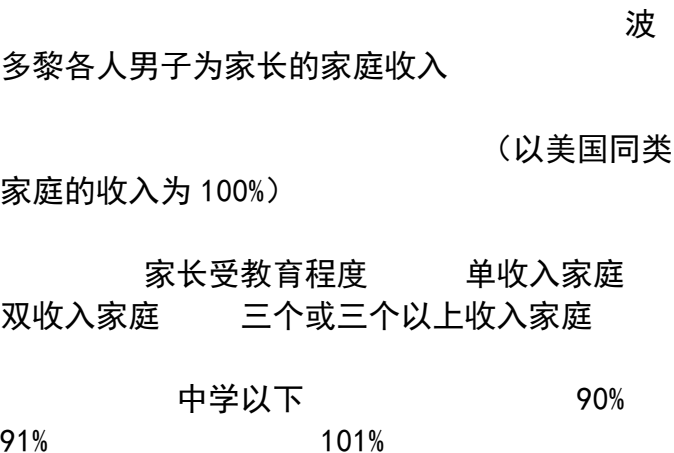 波
多黎各人男子为家长的家庭收入
（以美国同类
家庭的收入为100%）
家长受教育程度 单收入家庭
双收入家庭 三个或三个以上收入家庭
中学以下 90%
91% 101%